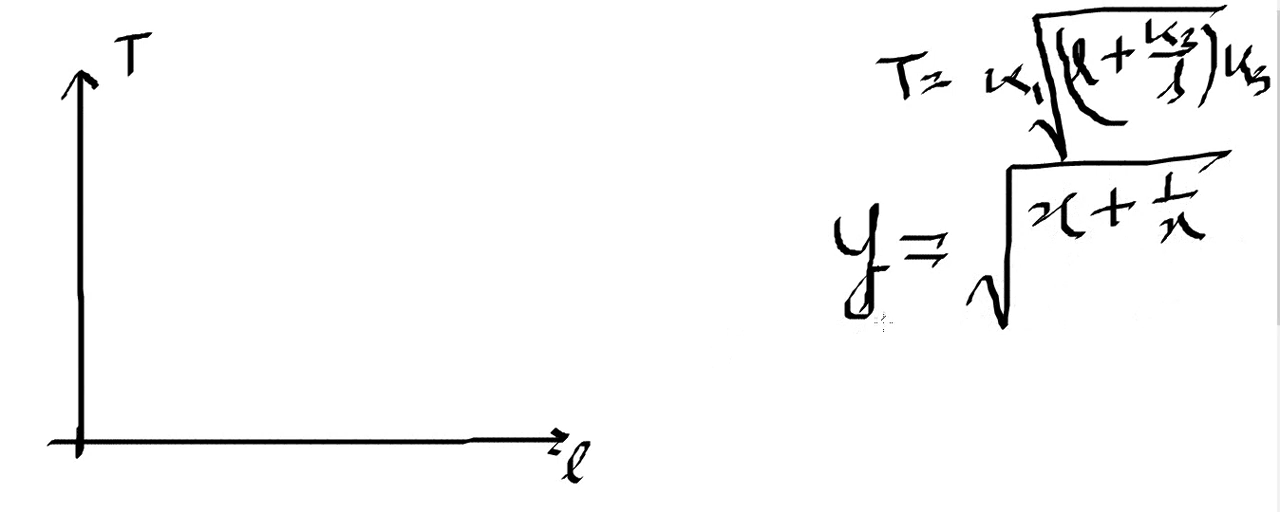 T
T = K₁√((l + K₂/l)K₃)
y = √(x + 1/x)
l